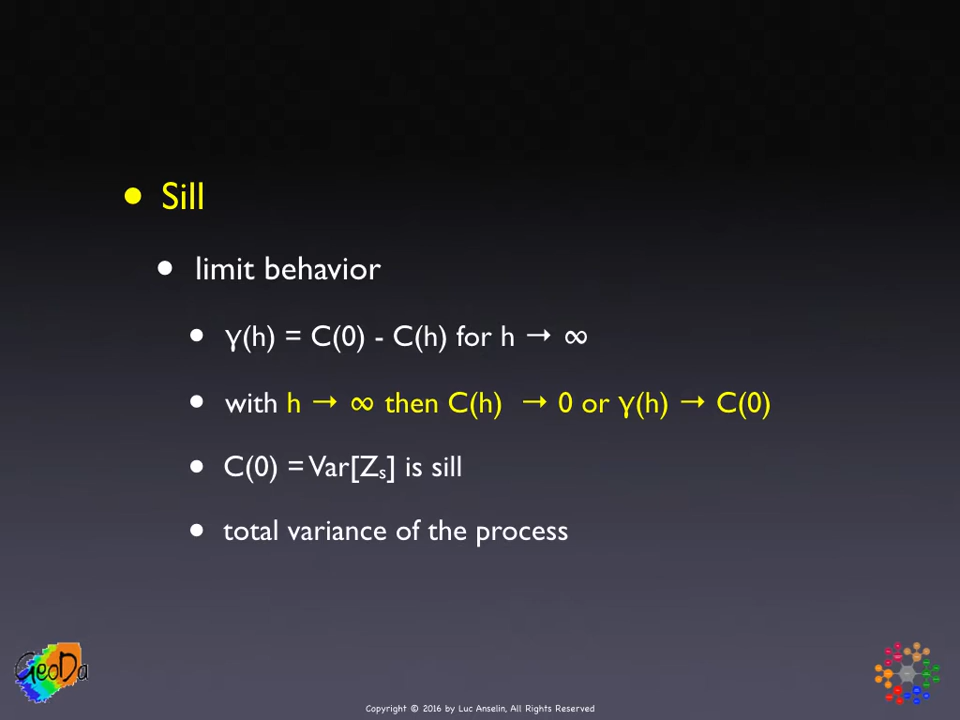 • Sill
• limit behavior
• γ(h) = C(0) - C(h) for h → ∞
• with h → ∞ then C(h) → 0 or γ(h) → C(0)
• C(0) = Var[Zₛ] is sill
• total variance of the process
GeoDa
Copyright © 2016 by Luc Anselin, All Rights Reserved